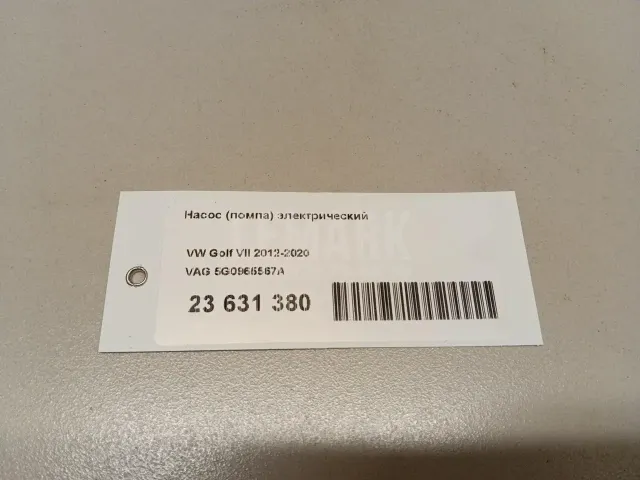 Насос (помпа) электрический
VW Golf VII 2012-2020
VAG 5G0965567A
23 631 380